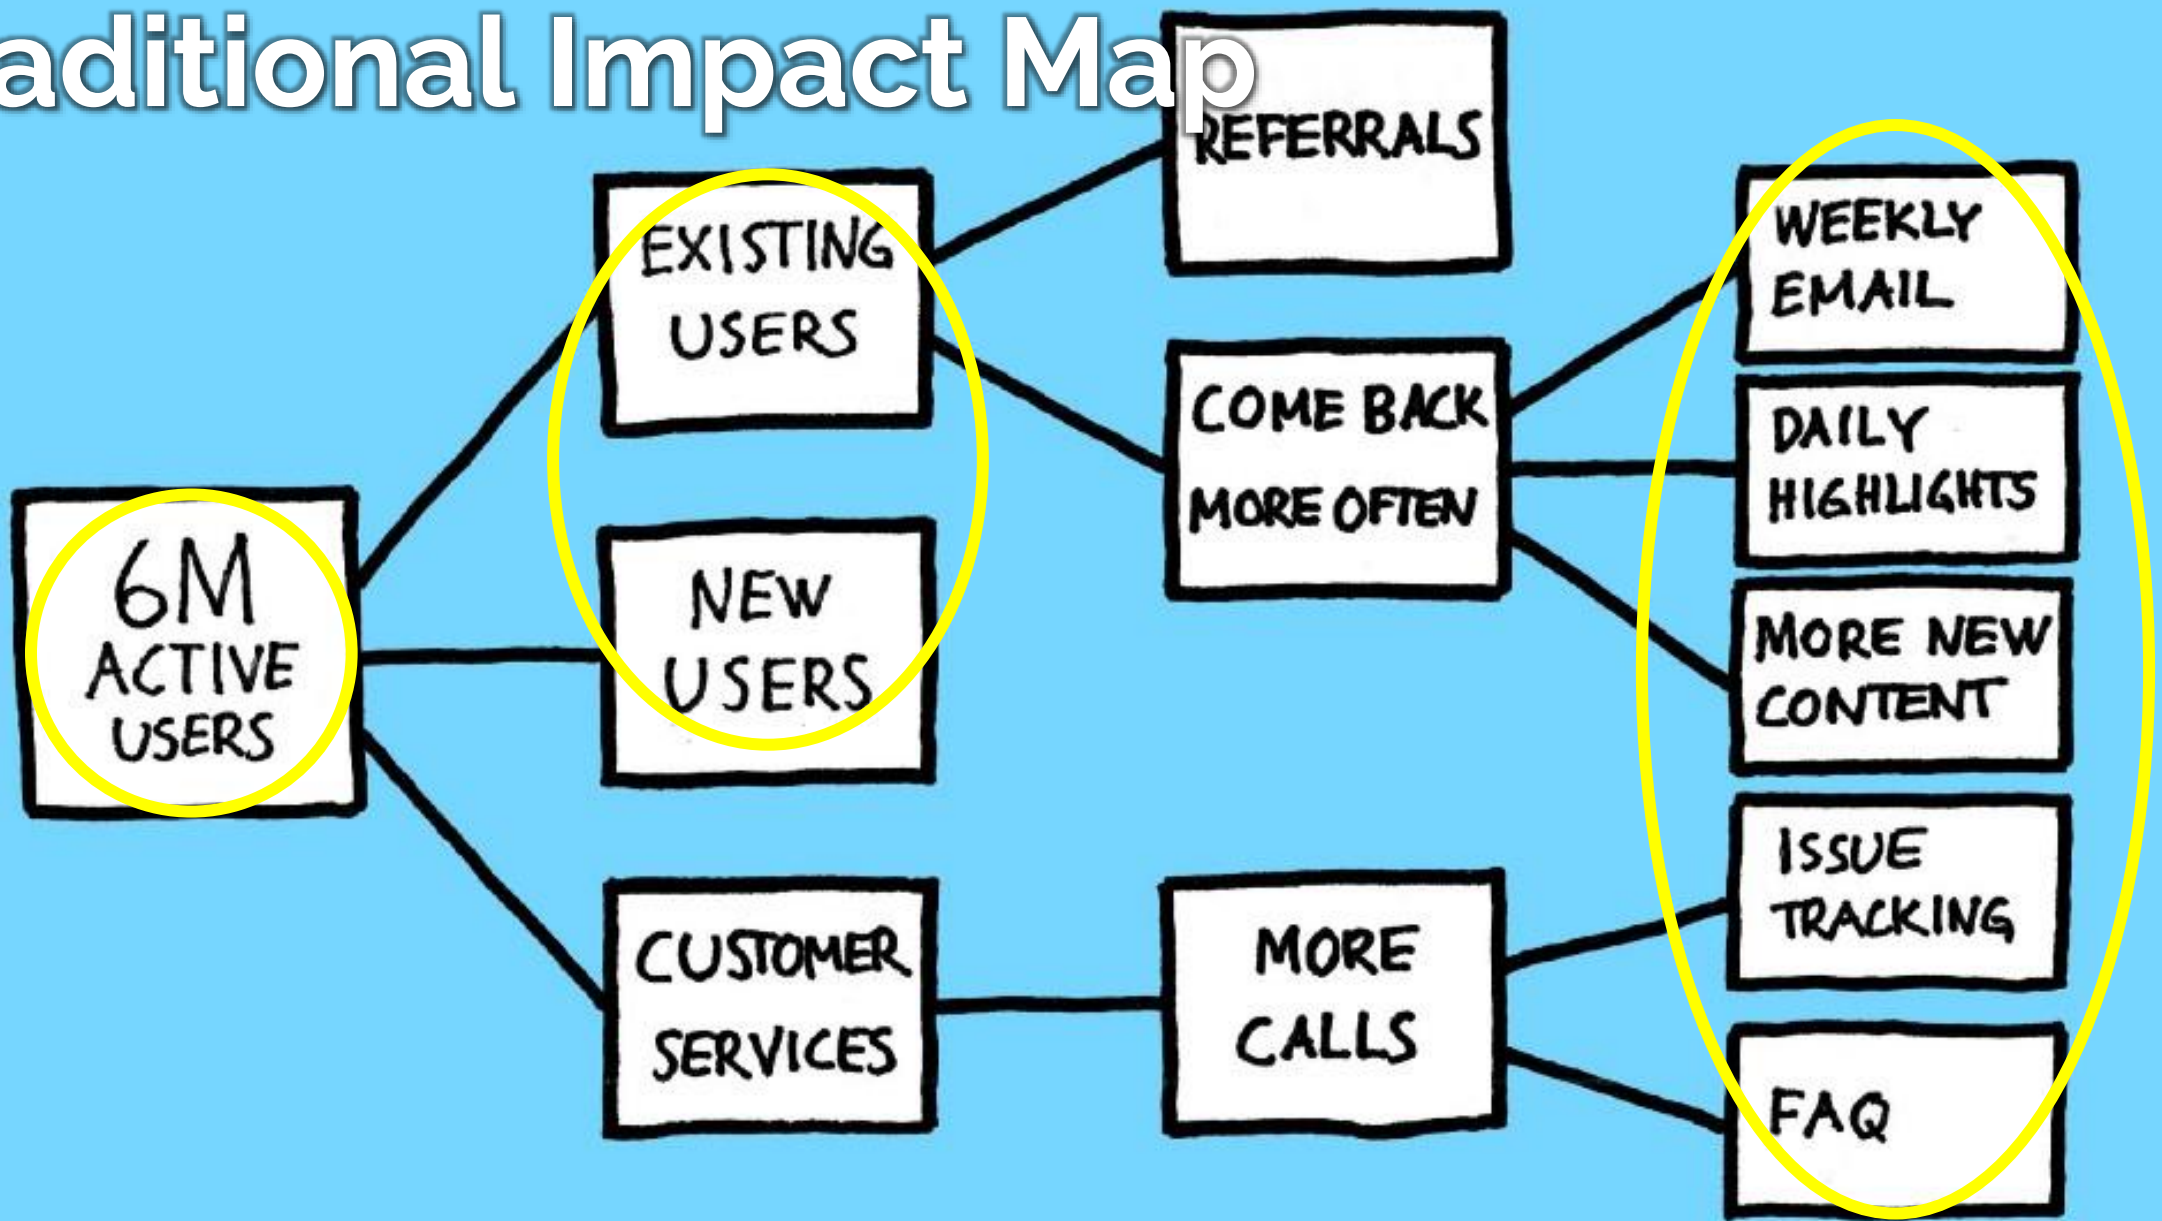 aditional Impact Map
REFERRALS
EXISTING
USERS
WEEKLY
EMAIL
COME BACK
MORE OFTEN
DAILY
HIGHLIGHTS
6M
ACTIVE
USERS
NEW
USERS
MORE NEW
CONTENT
CUSTOMER
SERVICES
MORE
CALLS
ISSUE
TRACKING
FAQ